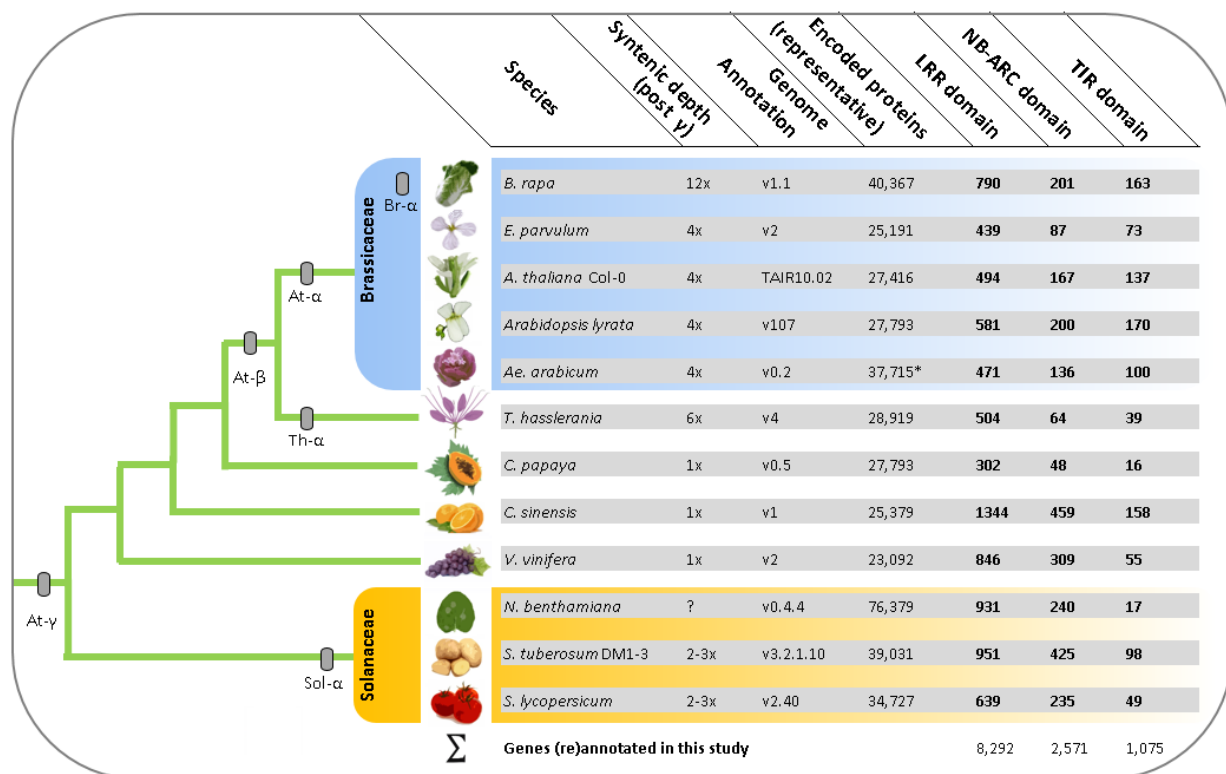 Species
Syntenic depth
(post γ)
Annotation
Genome
(representative)
Encoded proteins
LRR domain
NB-ARC domain
TIR domain
Brassicaceae
Br-α
At-α
At-β
Th-α
At-γ
Sol-α
Solanaceae
B. rapa 12x v1.1 40,367 790 201 163
E. parvulum 4x v2 25,191 439 87 73
A. thaliana Col-0 4x TAIR10.02 27,416 494 167 137
Arabidopsis lyrata 4x v107 27,793 581 200 170
Ae. arabicum 4x v0.2 37,715* 471 136 100
T. hasslerania 6x v4 28,919 504 64 39
C. papaya 1x v0.5 27,793 302 48 16
C. sinensis 1x v1 25,379 1344 459 158
V. vinifera 1x v2 23,092 846 309 55
N. benthamiana ? v0.4.4 76,379 931 240 17
S. tuberosum DM1-3 2-3x v3.2.1.10 39,031 951 425 98
S. lycopersicum 2-3x v2.40 34,727 639 235 49
Σ Genes (re)annotated in this study 8,292 2,571 1,075